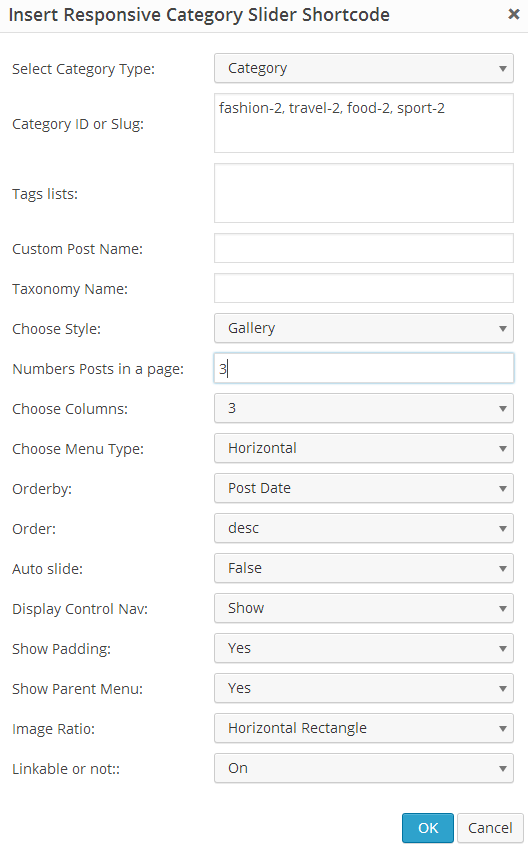 Insert Responsive Category Slider Shortcode ×
Select Category Type: Category
Category ID or Slug: fashion-2, travel-2, food-2, sport-2
Tags lists:
Custom Post Name:
Taxonomy Name:
Choose Style: Gallery
Numbers Posts in a page: 3
Choose Columns: 3
Choose Menu Type: Horizontal
Orderby: Post Date
Order: desc
Auto slide: False
Display Control Nav: Show
Show Padding: Yes
Show Parent Menu: Yes
Image Ratio: Horizontal Rectangle
Linkable or not:: On
OK Cancel